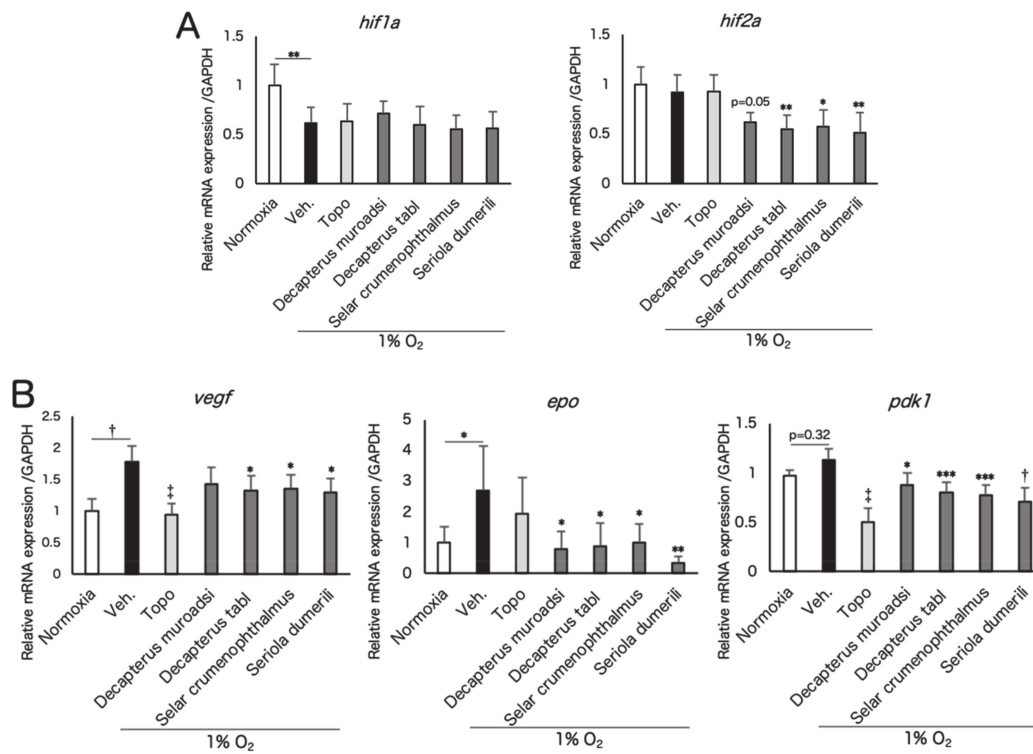 A
hif1a
Relative mRNA expression /GAPDH
1.5
1
0.5
0
**
Normoxia
Veh.
Topo
Decapterus muroadsi
Decapterus tabl
Selar crumenophthalmus
Seriola dumerili
1% O₂
hif2a
Relative mRNA expression /GAPDH
1.5
1
0.5
0
p=0.05
**
*
**
Normoxia
Veh.
Topo
Decapterus muroadsi
Decapterus tabl
Selar crumenophthalmus
Seriola dumerili
1% O₂
B
vegf
Relative mRNA expression /GAPDH
2.5
2
1.5
1
0.5
0
†
‡
*
*
*
Normoxia
Veh.
Topo
Decapterus muroadsi
Decapterus tabl
Selar crumenophthalmus
Seriola dumerili
1% O₂
epo
Relative mRNA expression /GAPDH
5
4
3
2
1
0
*
*
*
*
**
Normoxia
Veh.
Topo
Decapterus muroadsi
Decapterus tabl
Selar crumenophthalmus
Seriola dumerili
1% O₂
pdk1
Relative mRNA expression /GAPDH
1.5
1
0.5
0
p=0.32
‡
*
***
***
†
Normoxia
Veh.
Topo
Decapterus muroadsi
Decapterus tabl
Selar crumenophthalmus
Seriola dumerili
1% O₂